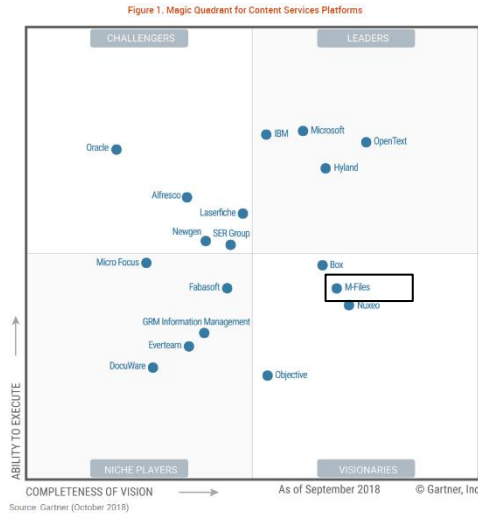 Figure 1. Magic Quadrant for Content Services Platforms
CHALLENGERS
LEADERS
IBM
Microsoft
OpenText
Oracle
Hyland
Alfresco
Laserfiche
Newgen
SER Group
Micro Focus
Box
Fabasoft
M-Files
Nuxeo
GRM Information Management
Everteam
DocuWare
Objective
ABILITY TO EXECUTE
NICHE PLAYERS
VISIONARIES
COMPLETENESS OF VISION
As of September 2018
© Gartner, Inc
Source: Gartner (October 2018)